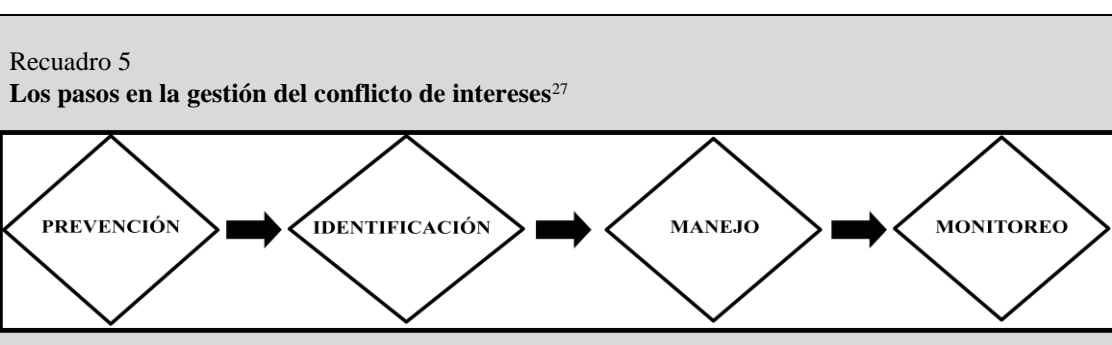 Recuadro 5
Los pasos en la gestión del conflicto de intereses27
PREVENCIÓN IDENTIFICACIÓN MANEJO MONITOREO